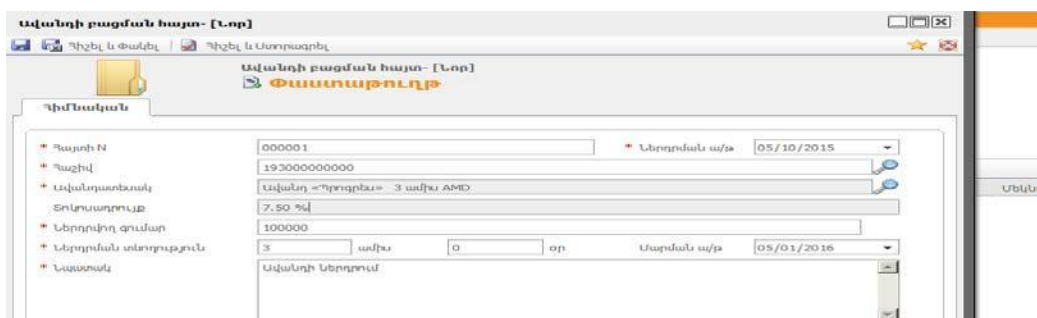 Ավանդի բացման հայտ- [Նոր]
Հիշել և Փակել Հիշել և Ստորագրել
Ավանդի բացման հայտ- [Նոր]
Փաստաթուղթ
Հիմնական
* Հայտի N 000001 * Ներդրման ա/թ 05/10/2015
* Հաշիվ 193000000000
* Ավանդատեսակ Ավանդ «Պրոգրես» 3 ամիս AMD
Տոկոսադրույք 7.50 %
* Ներդրվող գումար 100000
* Ներդրման տևողություն 3 ամիս 0 օր Մարման ա/թ 05/01/2016
* Նպատակ Ավանդի ներդրում